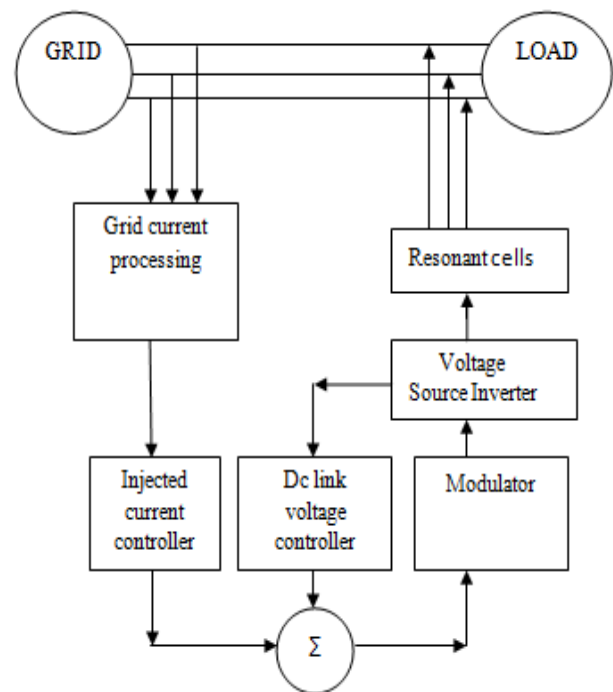 GRID
LOAD
Grid current
processing
Resonant cells
Voltage
Source Inverter
Injected
current
controller
Dc link
voltage
controller
Modulator
Σ